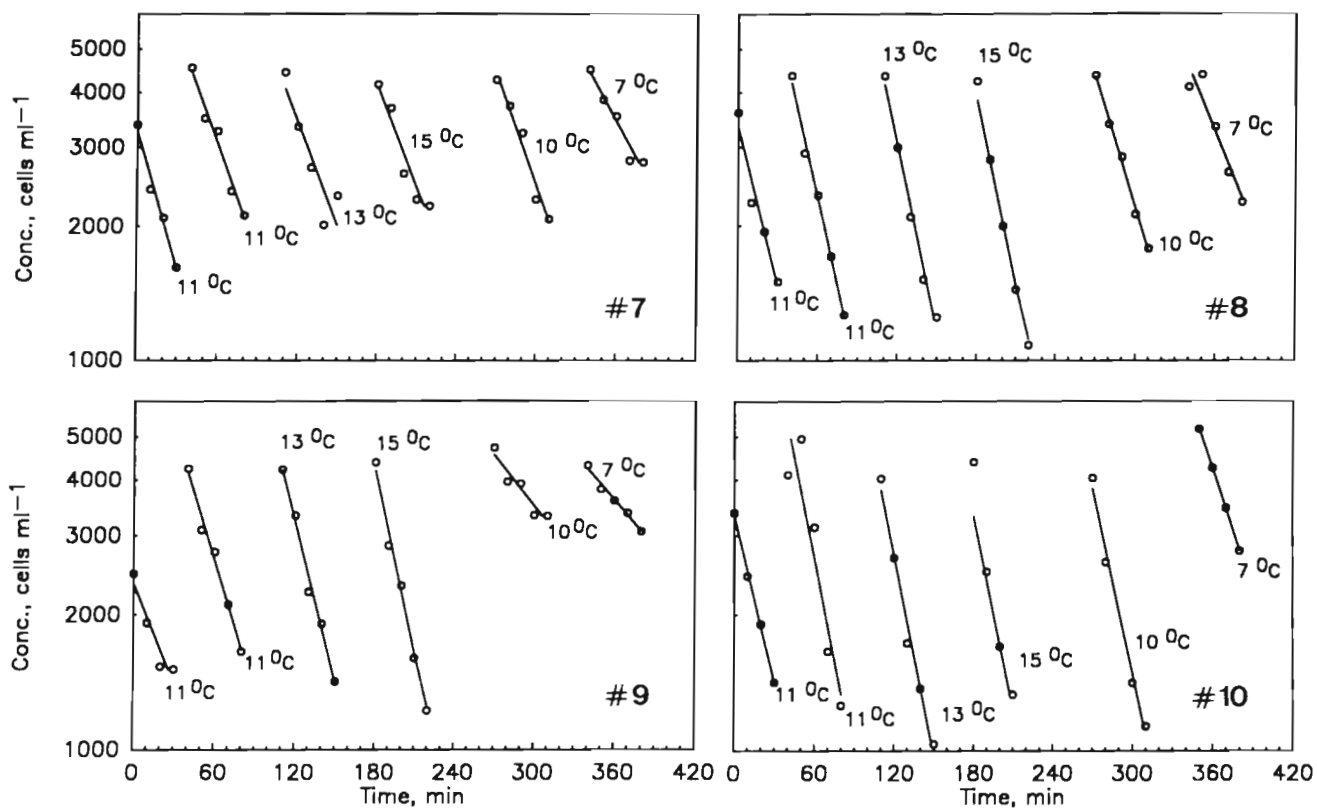 Conc., cells ml⁻¹
5000
4000
3000
2000
1000
11 ⁰C
11 ⁰C
13 ⁰C
15 ⁰C
10 ⁰C
7 ⁰C
#7
11 ⁰C
11 ⁰C
13 ⁰C
15 ⁰C
10 ⁰C
7 ⁰C
#8
Conc., cells ml⁻¹
5000
4000
3000
2000
1000
11 ⁰C
11 ⁰C
13 ⁰C
15 ⁰C
10 ⁰C
7 ⁰C
#9
0 60 120 180 240 300 360 420
Time, min
11 ⁰C
11 ⁰C
13 ⁰C
15 ⁰C
10 ⁰C
7 ⁰C
#10
0 60 120 180 240 300 360 420
Time, min